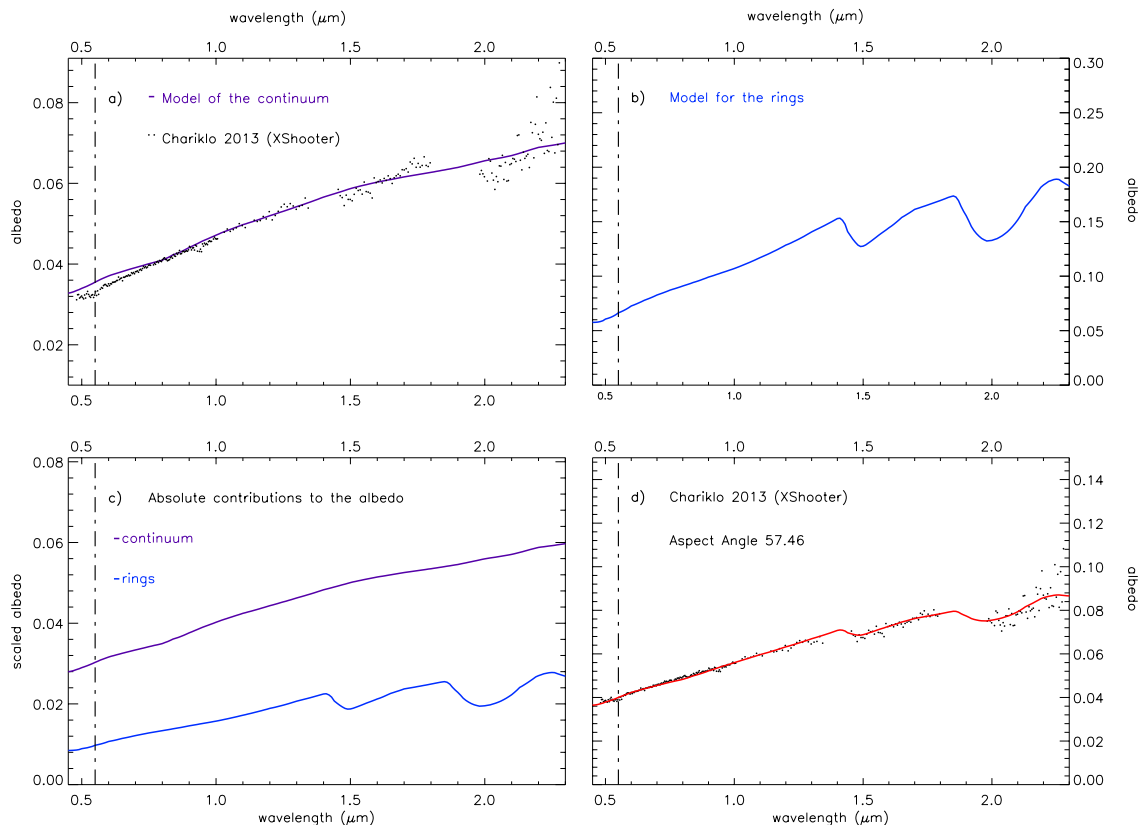 wavelength (μm)
wavelength (μm)
0.5 1.0 1.5 2.0
0.5 1.0 1.5 2.0
a) Model of the continuum
Chariklo 2013 (XShooter)
albedo
0.08
0.06
0.04
0.02
0.5 1.0 1.5 2.0
b) Model for the rings
0.30
0.25
0.20
0.15
0.10
0.05
0.00
albedo
0.5 1.0 1.5 2.0
0.5 1.0 1.5 2.0
c) Absolute contributions to the albedo
continuum
rings
scaled albedo
0.08
0.06
0.04
0.02
0.00
0.5 1.0 1.5 2.0
wavelength (μm)
0.5 1.0 1.5 2.0
d) Chariklo 2013 (XShooter)
Aspect Angle 57.46
0.14
0.12
0.10
0.08
0.06
0.04
0.02
0.00
albedo
0.5 1.0 1.5 2.0
wavelength (μm)